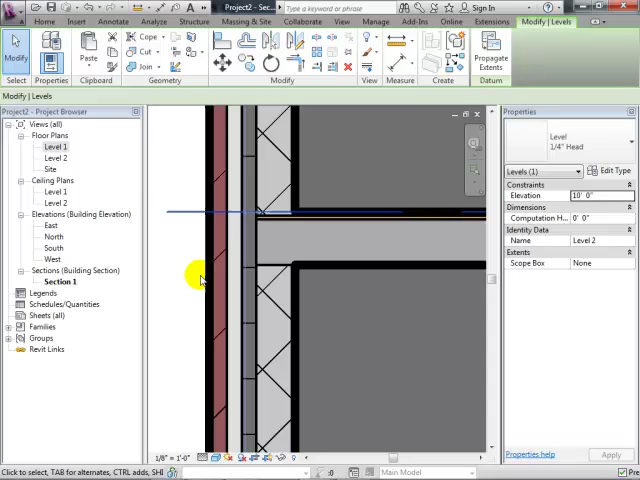 Project2 - Sec...
Type a keyword or phrase
Sign In
Home
Insert
Annotate
Analyze
Structure
Massing & Site
Collaborate
View
Manage
Add-Ins
Online
Extensions
Modify | Levels
Modify
Properties
Paste
Cope
Cut
Join
Propagate
Extents
Select
Properties
Clipboard
Geometry
Modify
View
Measure
Create
Datum
Modify | Levels
Project2 - Project Browser
Views (all)
Floor Plans
Level 1
Level 2
Site
Ceiling Plans
Level 1
Level 2
Elevations (Building Elevation)
East
North
South
West
Sections (Building Section)
Section 1
Legends
Schedules/Quantities
Sheets (all)
Families
Groups
Revit Links
Properties
Level
1/4" Head
Levels (1)
Edit Type
Constraints
Elevation
10' 0"
Dimensions
Computation H...
0' 0"
Identity Data
Name
Level 2
Extents
Scope Box
None
Properties help
Apply
1/8" = 1'-0"
Click to select, TAB for alternates, CTRL adds, SHI
:0
Main Model
Pre